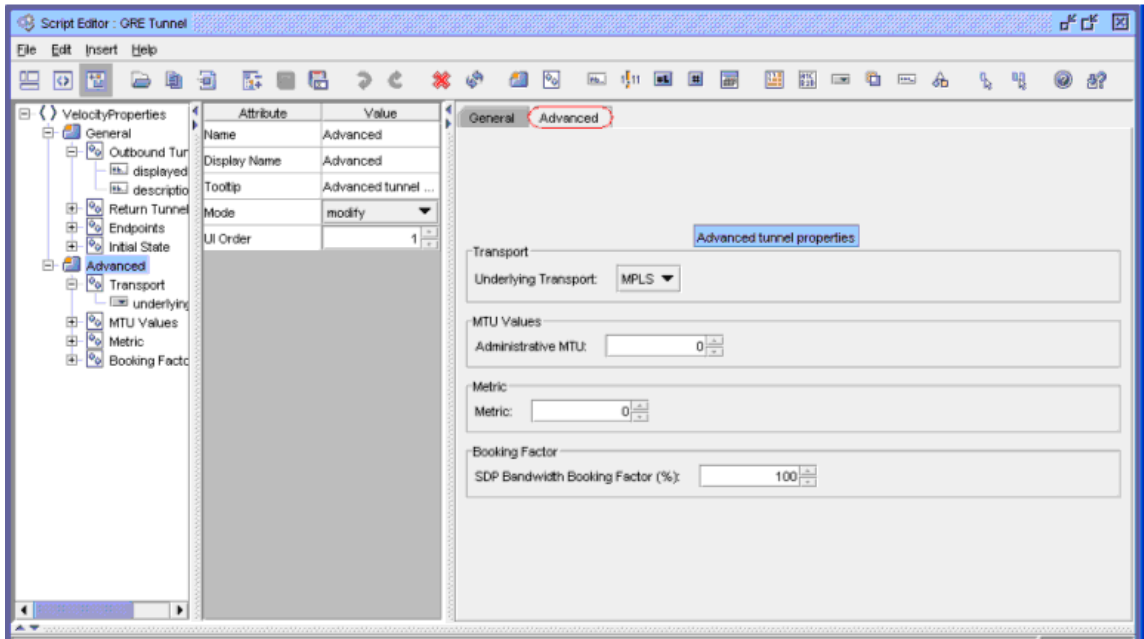 Script Editor : GRE Tunnel
File Edit Insert Help
VelocityProperties
General
Outbound Tun
displayed
descriptio
Return Tunnel
Endpoints
Initial State
Advanced
Transport
underlying
MTU Values
Metric
Booking Facto
Attribute Value
Name Advanced
Display Name Advanced
Tooltip Advanced tunnel ...
Mode modify
UI Order 1
General Advanced
Advanced tunnel properties
Transport
Underlying Transport: MPLS
MTU Values
Administrative MTU: 0
Metric
Metric: 0
Booking Factor
SDP Bandwidth Booking Factor (%): 100